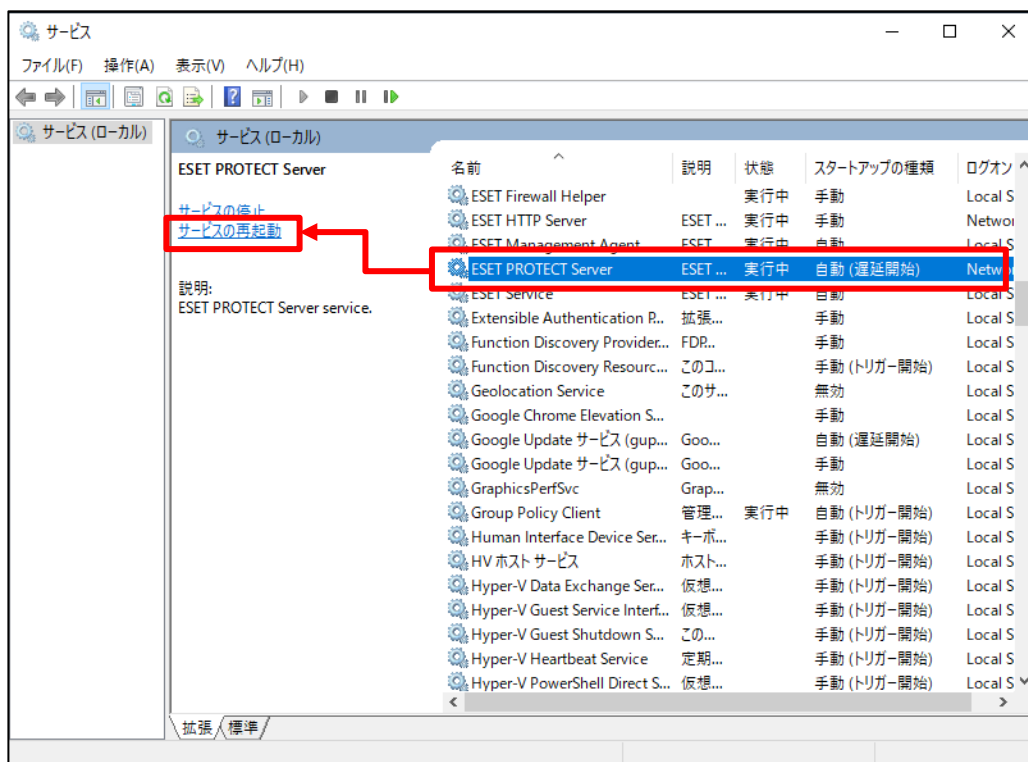 サービス
ファイル(F) 操作(A) 表示(V) ヘルプ(H)
サービス (ローカル)
サービス (ローカル)
ESET PROTECT Server
サービスの停止
サービスの再起動
説明:
ESET PROTECT Server service.
名前 説明 状態 スタートアップの種類 ログオン
ESET Firewall Helper 実行中 手動 Local S
ESET HTTP Server ESET ... 実行中 手動 Networ
ESET Management Agent ESET ... 実行中 自動 Local S
ESET PROTECT Server ESET ... 実行中 自動 (遅延開始) Networ
ESET Service ESET ... 実行中 自動 Local S
Extensible Authentication P... 拡張... 手動 Local S
Function Discovery Provider... FDP... 手動 Local S
Function Discovery Resourc... このコ... 手動 (トリガー開始) Local S
Geolocation Service このサ... 無効 Local S
Google Chrome Elevation S... 手動 Local S
Google Update サービス (gup... Goo... 自動 (遅延開始) Local S
Google Update サービス (gup... Goo... 手動 Local S
GraphicsPerfSvc Grap... 無効 Local S
Group Policy Client 管理... 実行中 自動 (トリガー開始) Local S
Human Interface Device Ser... キーボ... 手動 (トリガー開始) Local S
HV ホスト サービス ホスト... 手動 (トリガー開始) Local S
Hyper-V Data Exchange Ser... 仮想... 手動 (トリガー開始) Local S
Hyper-V Guest Service Interf... 仮想... 手動 (トリガー開始) Local S
Hyper-V Guest Shutdown S... この... 手動 (トリガー開始) Local S
Hyper-V Heartbeat Service 定期... 手動 (トリガー開始) Local S
Hyper-V PowerShell Direct S... 仮想... 手動 (トリガー開始) Local S
拡張 標準